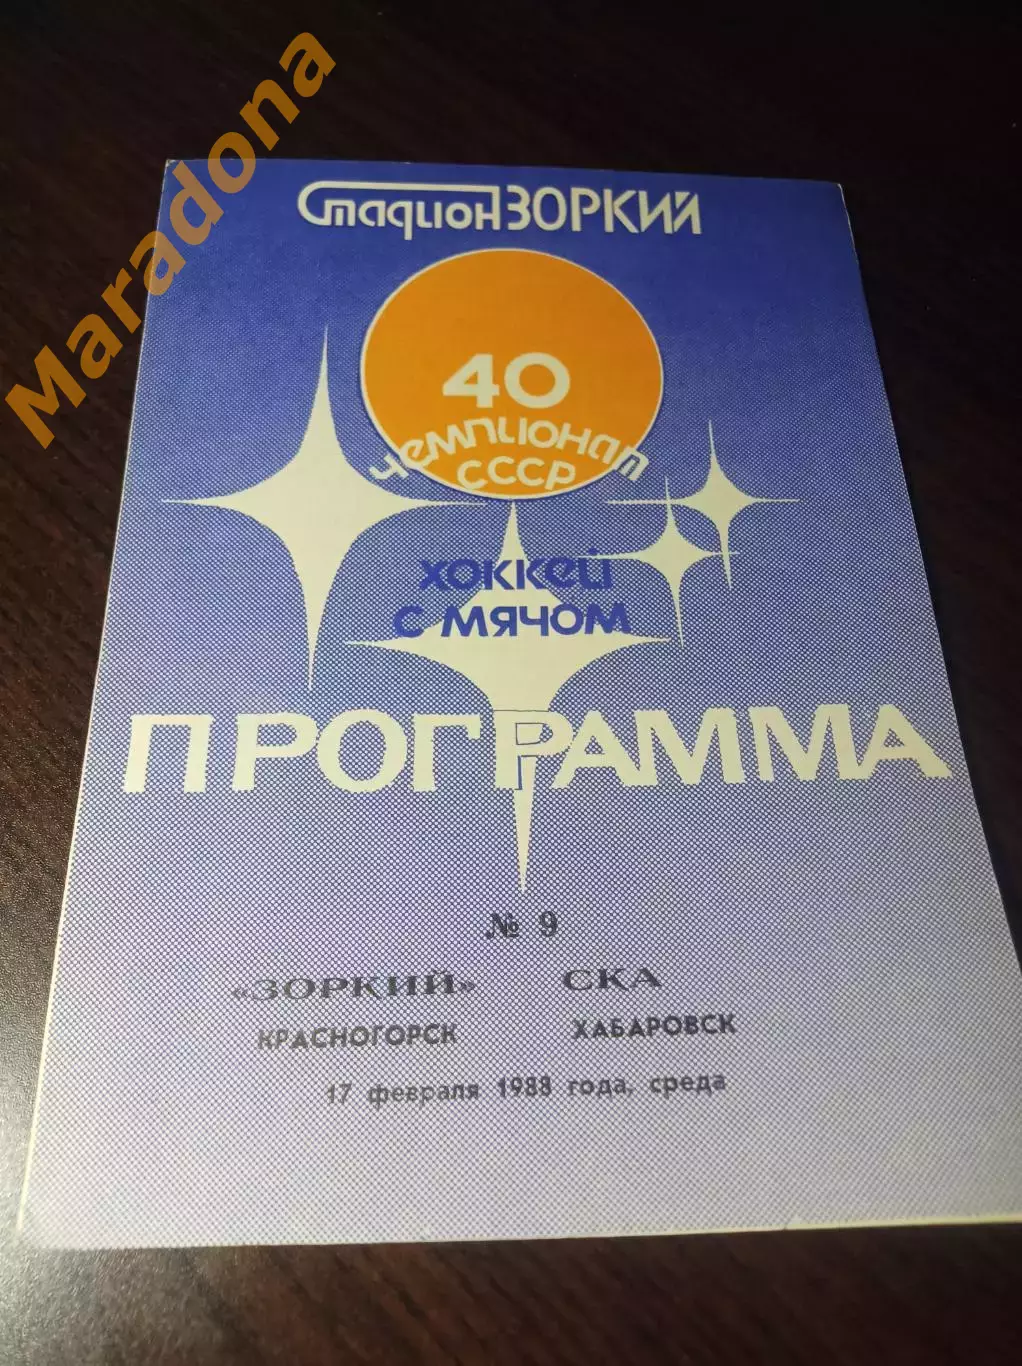 Maradona
Стадион ЗОРКИЙ
40
ЧЕМПИОНАТ
СССР
ХОККЕЙ
С МЯЧОМ
ПРОГРАММА
№ 9
«ЗОРКИЙ» СКА
КРАСНОГОРСК ХАБАРОВСК
17 февраля 1988 года, среда